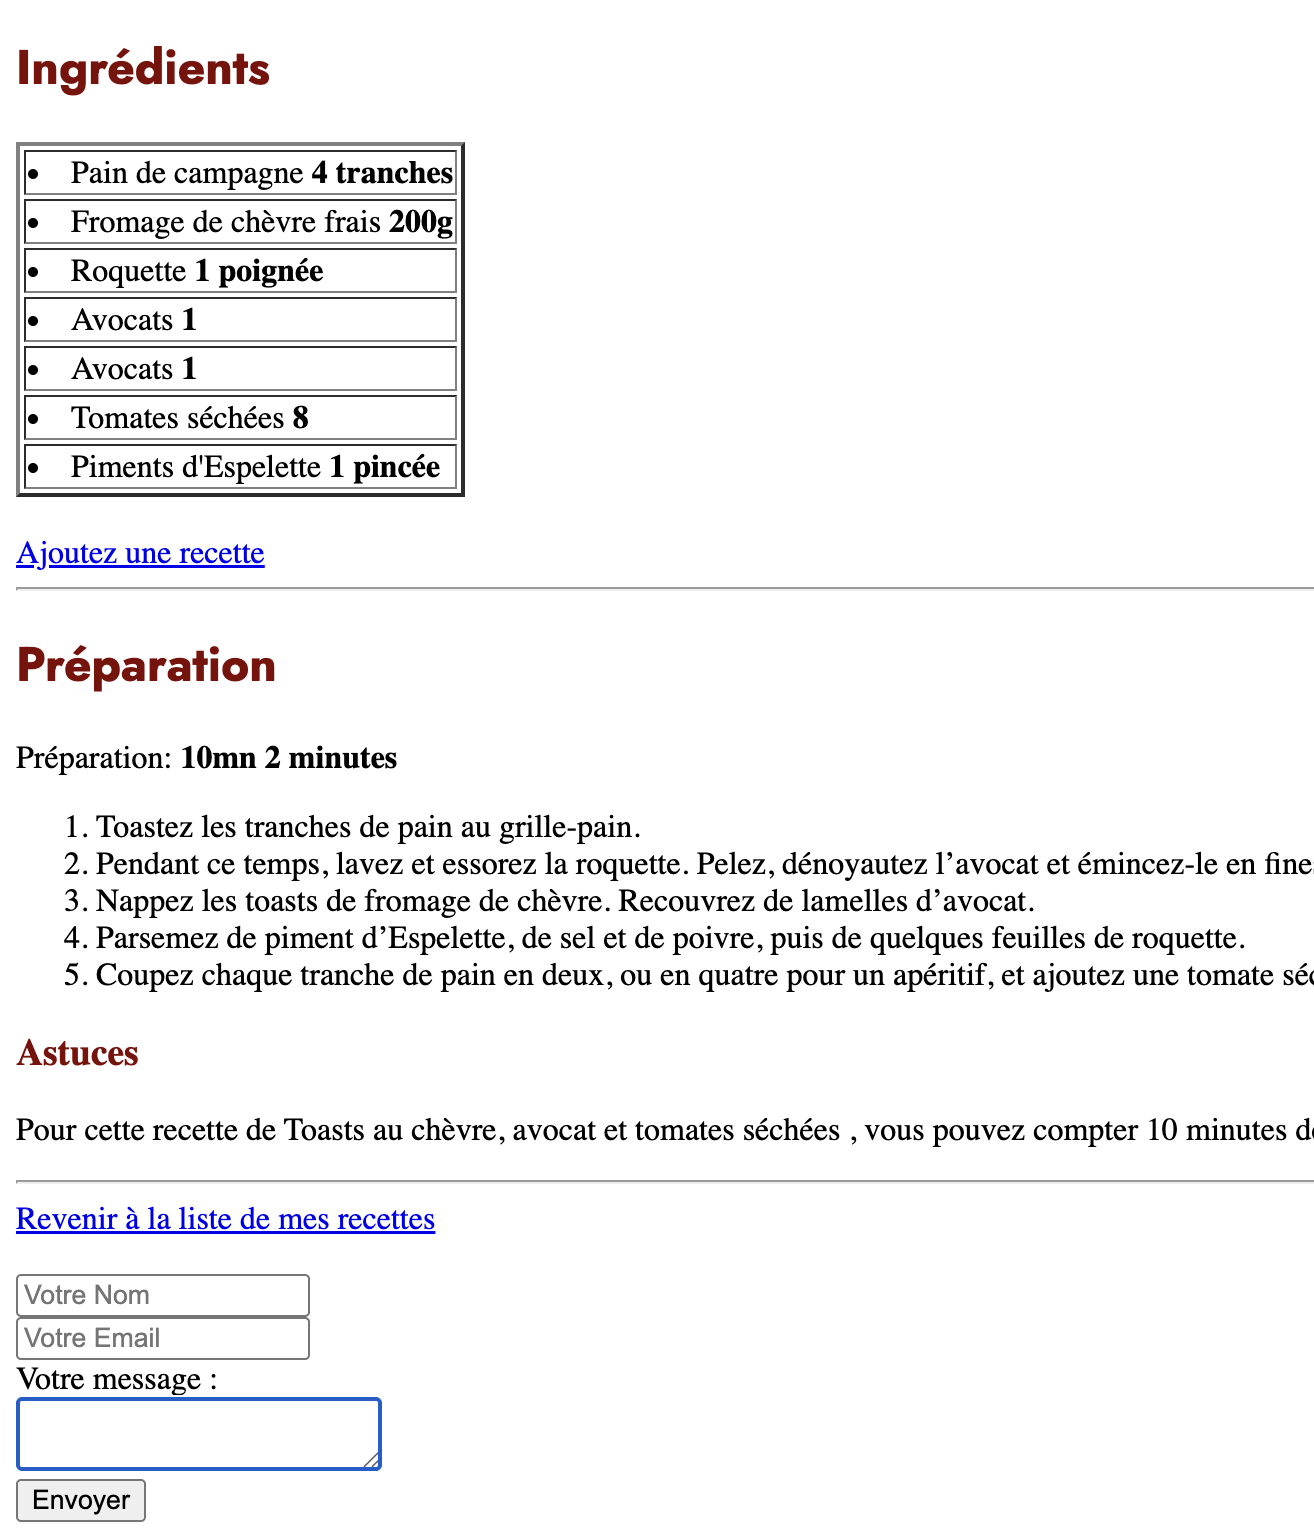 Ingrédients
• Pain de campagne 4 tranches
• Fromage de chèvre frais 200g
• Roquette 1 poignée
• Avocats 1
• Avocats 1
• Tomates séchées 8
• Piments d'Espelette 1 pincée
Ajoutez une recette
Préparation
Préparation: 10mn 2 minutes
1. Toastez les tranches de pain au grille-pain.
2. Pendant ce temps, lavez et essorez la roquette. Pelez, dénoyautez l’avocat et émincez-le en fine
3. Nappez les toasts de fromage de chèvre. Recouvrez de lamelles d’avocat.
4. Parsemez de piment d’Espelette, de sel et de poivre, puis de quelques feuilles de roquette.
5. Coupez chaque tranche de pain en deux, ou en quatre pour un apéritif, et ajoutez une tomate
Astuces
Pour cette recette de Toasts au chèvre, avocat et tomates séchées , vous pouvez compter 10 minutes
Revenir à la liste de mes recettes
Votre Nom
Votre Email
Votre message :
Envoyer